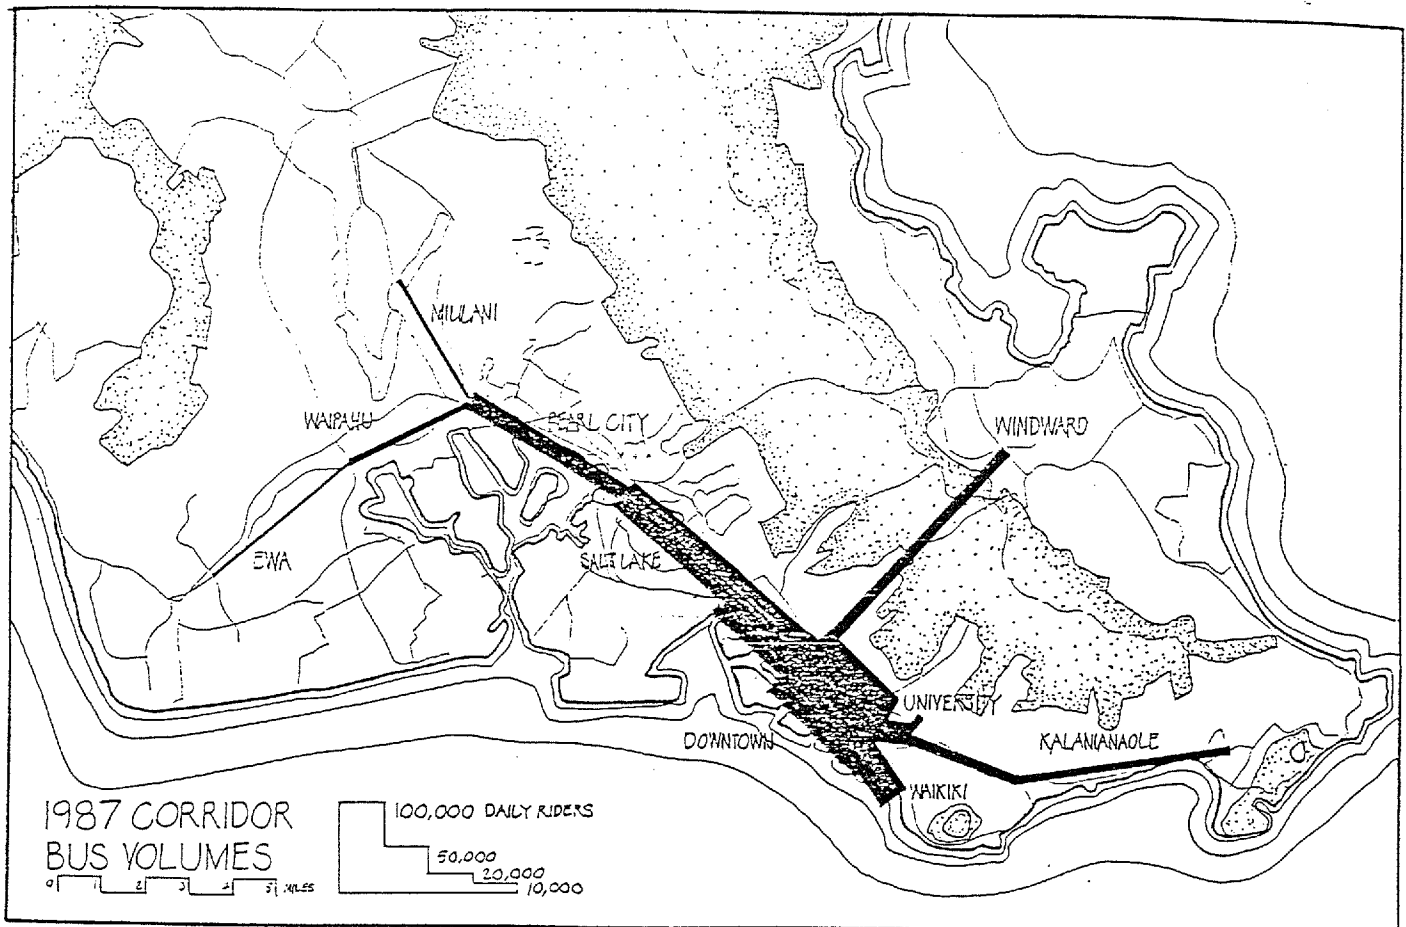 MIULANI
WAIPAHU
PEARL CITY
WINDWARD
EWA
SALT LAKE
UNIVERSITY
DOWNTOWN
KALANIANAOLE
WAIKIKI
1987 CORRIDOR
BUS VOLUMES
0 1 2 3 4 5 MILES
100,000 DAILY RIDERS
50,000
20,000
10,000